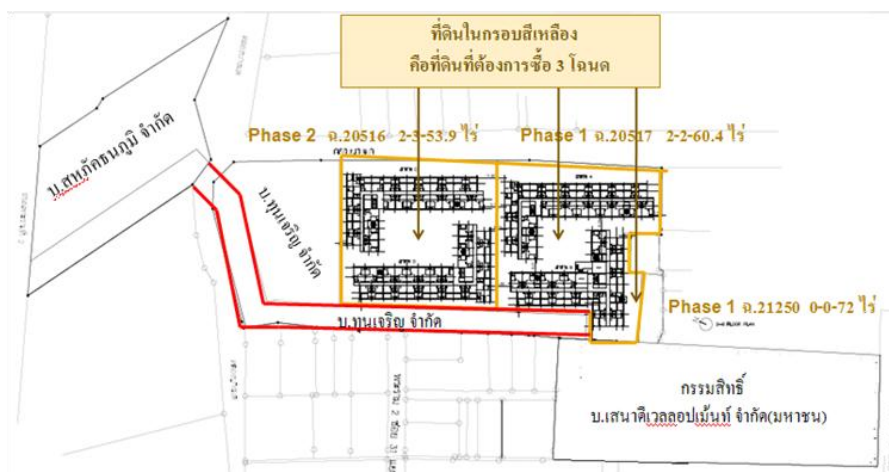 ที่ดินในกรอบสีเหลือง
คือที่ดินที่ต้องการซื้อ 3 โฉนด
Phase 2 ฉ.20516 2-3-53.9 ไร่
Phase 1 ฉ.20517 2-2-60.4 ไร่
บ.สหภัคธนภูมิ จำกัด
บ.ทุนเจริญ จำกัด
Phase 1 ฉ.21250 0-0-72 ไร่
บ.ทุนเจริญ จำกัด
กรรมสิทธิ์
บ.เสนาดีเวลลอปเม้นท์ จำกัด(มหาชน)